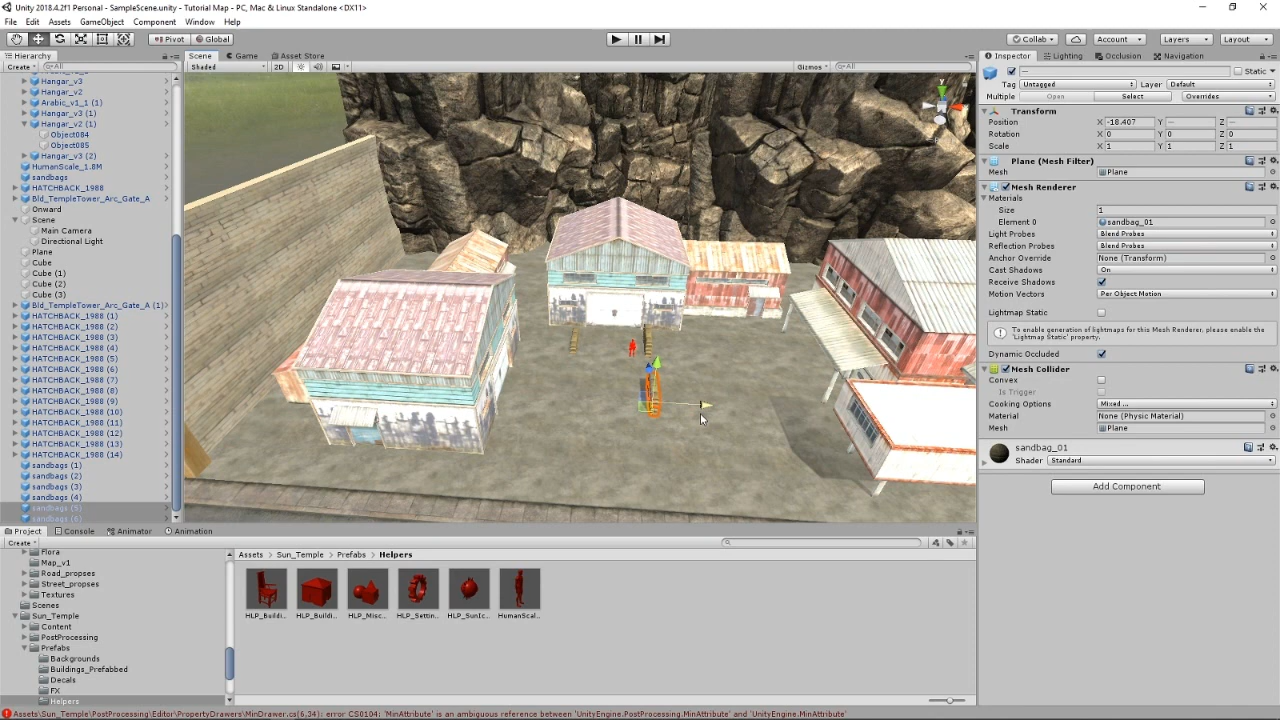 Unity 2018.4.2f1 Personal - SampleScene.unity - Tutorial Map - PC, Mac & Linux Standalone <DX11>
File Edit Assets GameObject Component Window Help
Pivot Global Collab Account Layers Layout
Hierarchy Scene Game Asset Store Inspector Lighting Occlusion Navigation
Create All Shaded 2D Gizmos All
Static
Tag Untagged Layer Default
Multiple Open Select Overrides
Transform
Position X -18.407 Y — Z —
Rotation X 0 Y 0 Z 0
Scale X 1 Y 1 Z 1
Plane (Mesh Filter)
Mesh Plane
Mesh Renderer
Materials
Size 1
Element 0 sandbag_01
Light Probes Blend Probes
Reflection Probes Blend Probes
Anchor Override None (Transform)
Cast Shadows On
Receive Shadows
Motion Vectors Per Object Motion
Lightmap Static
To enable generation of lightmaps for this Mesh Renderer, please enable the
'Lightmap Static' property.
Dynamic Occluded
Mesh Collider
Convex
Is Trigger
Cooking Options Mixed ...
Material None (Physic Material)
Mesh Plane
sandbag_01
Shader Standard
Add Component
Hangar_v3
Hangar_v2
Arabic_v1_1 (1)
Hangar_v3 (1)
Hangar_v2 (1)
Object084
Object085
Hangar_v3 (2)
HumanScale_1.8M
sandbags
HATCHBACK_1988
Bld_TempleTower_Arc_Gate_A
Onward
Scene
Main Camera
Directional Light
Plane
Cube
Cube (1)
Cube (2)
Cube (3)
Bld_TempleTower_Arc_Gate_A (1)
HATCHBACK_1988 (1)
HATCHBACK_1988 (2)
HATCHBACK_1988 (3)
HATCHBACK_1988 (4)
HATCHBACK_1988 (5)
HATCHBACK_1988 (6)
HATCHBACK_1988 (7)
HATCHBACK_1988 (8)
HATCHBACK_1988 (9)
HATCHBACK_1988 (10)
HATCHBACK_1988 (11)
HATCHBACK_1988 (12)
HATCHBACK_1988 (13)
HATCHBACK_1988 (14)
sandbags (1)
sandbags (2)
sandbags (3)
sandbags (4)
sandbags (5)
sandbags (6)
y
Project Console Animator Animation
Create
Assets Sun_Temple Prefabs Helpers
Flora
Map_v1
Road_propses
Street_propses
Textures
Scenes
Sun_Temple
Content
PostProcessing
Prefabs
Backgrounds
Buildings_Prefabbed
Decals
FX
Helpers
HLP_Buildi... HLP_Buildi... HLP_Misc... HLP_Settin... HLP_SunIc... HumanScal...
Assets\Sun_Temple\PostProcessing\Editor\PropertyDrawers\MinDrawer.cs(6,34): error CS0104: 'MinAttribute' is an ambiguous reference between 'UnityEngine.PostProcessing.MinAttribute' and 'UnityEngine.MinAttribute'